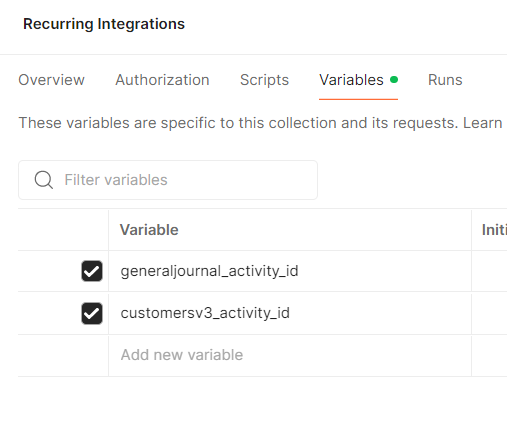 Recurring Integrations
Overview Authorization Scripts Variables Runs
These variables are specific to this collection and its requests. Learn
Filter variables
Variable Initi
generaljournal_activity_id
customersv3_activity_id
Add new variable